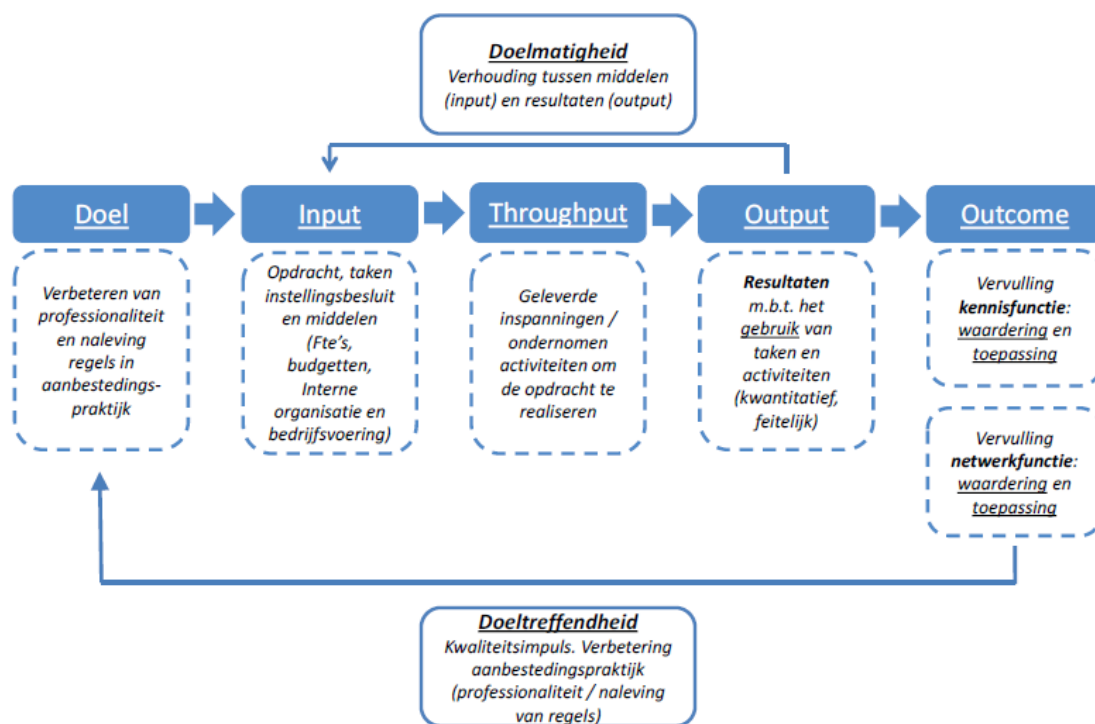 Doelmatigheid
Verhouding tussen middelen
(input) en resultaten (output)
Doel
Input
Throughput
Output
Outcome
Verbeteren van
professionaliteit
en naleving
regels in
aanbestedings-
praktijk
Opdracht, taken
instellingsbesluit
en middelen
(Fte's,
budgetten,
Interne
organisatie en
bedrijfsvoering)
Geleverde
inspanningen /
ondernomen
activiteiten om
de opdracht te
realiseren
Resultaten
m.b.t. het
gebruik van
taken en
activiteiten
(kwantitatief,
feitelijk)
Vervulling
kennisfunctie:
waardering en
toepassing
Vervulling
netwerkfunctie:
waardering en
toepassing
Doeltreffendheid
Kwaliteitsimpuls. Verbetering
aanbestedingspraktijk
(professionaliteit / naleving
van regels)